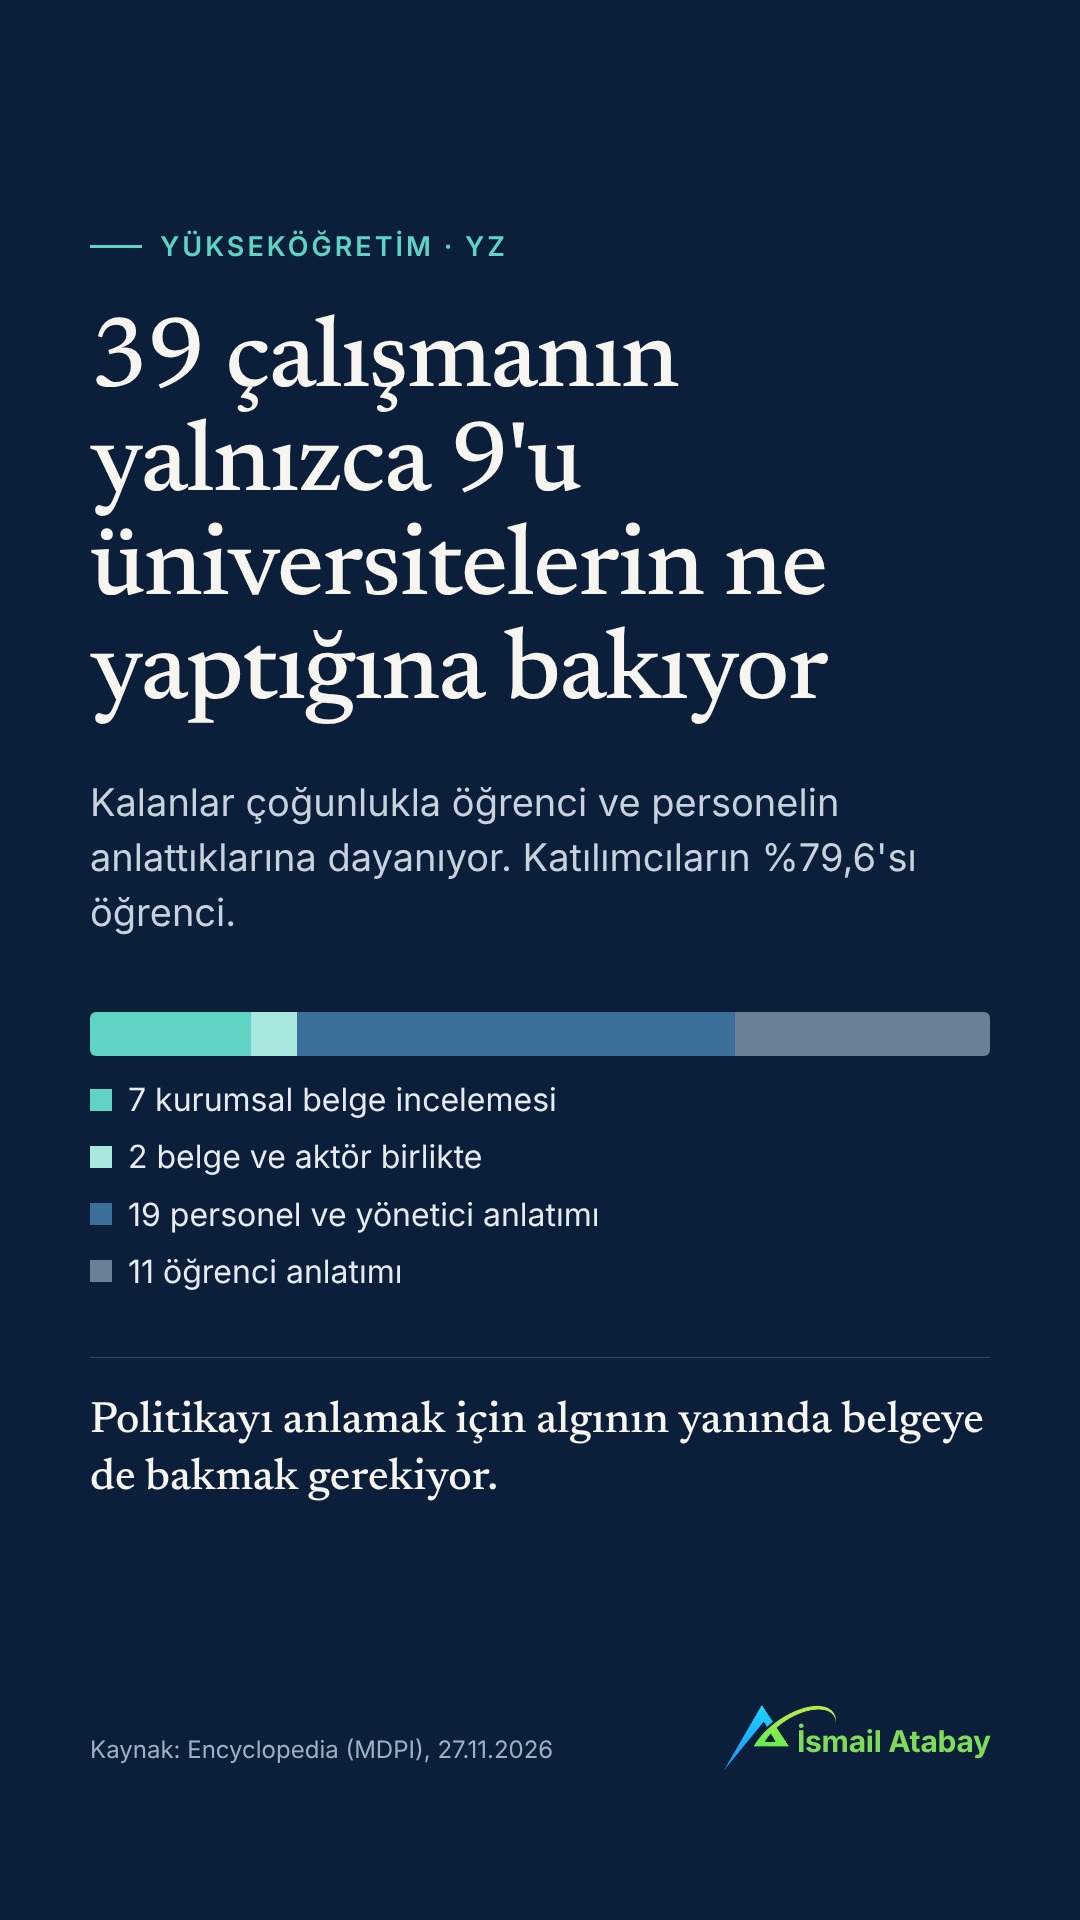 YÜKSEKÖĞRETİM · YZ
39 çalışmanın
yalnızca 9'u
üniversitelerin ne
yaptığına bakıyor
Kalanlar çoğunlukla öğrenci ve personelin
anlattıklarına dayanıyor. Katılımcıların %79,6'sı
öğrenci.
7 kurumsal belge incelemesi
2 belge ve aktör birlikte
19 personel ve yönetici anlatımı
11 öğrenci anlatımı
Politikayı anlamak için algının yanında belgeye
de bakmak gerekiyor.
Kaynak: Encyclopedia (MDPI), 27.11.2026
İsmail Atabay